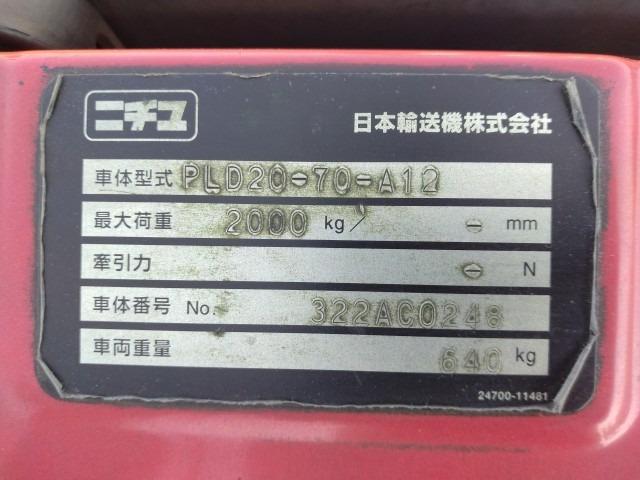 ニチユ
日本輸送機株式会社
車体型式 PLD20-70-A12
最大荷重 2000 kg/ - mm
牽引力 - N
車体番号 No. 322AC0248
車両重量 640 kg
24700-11481